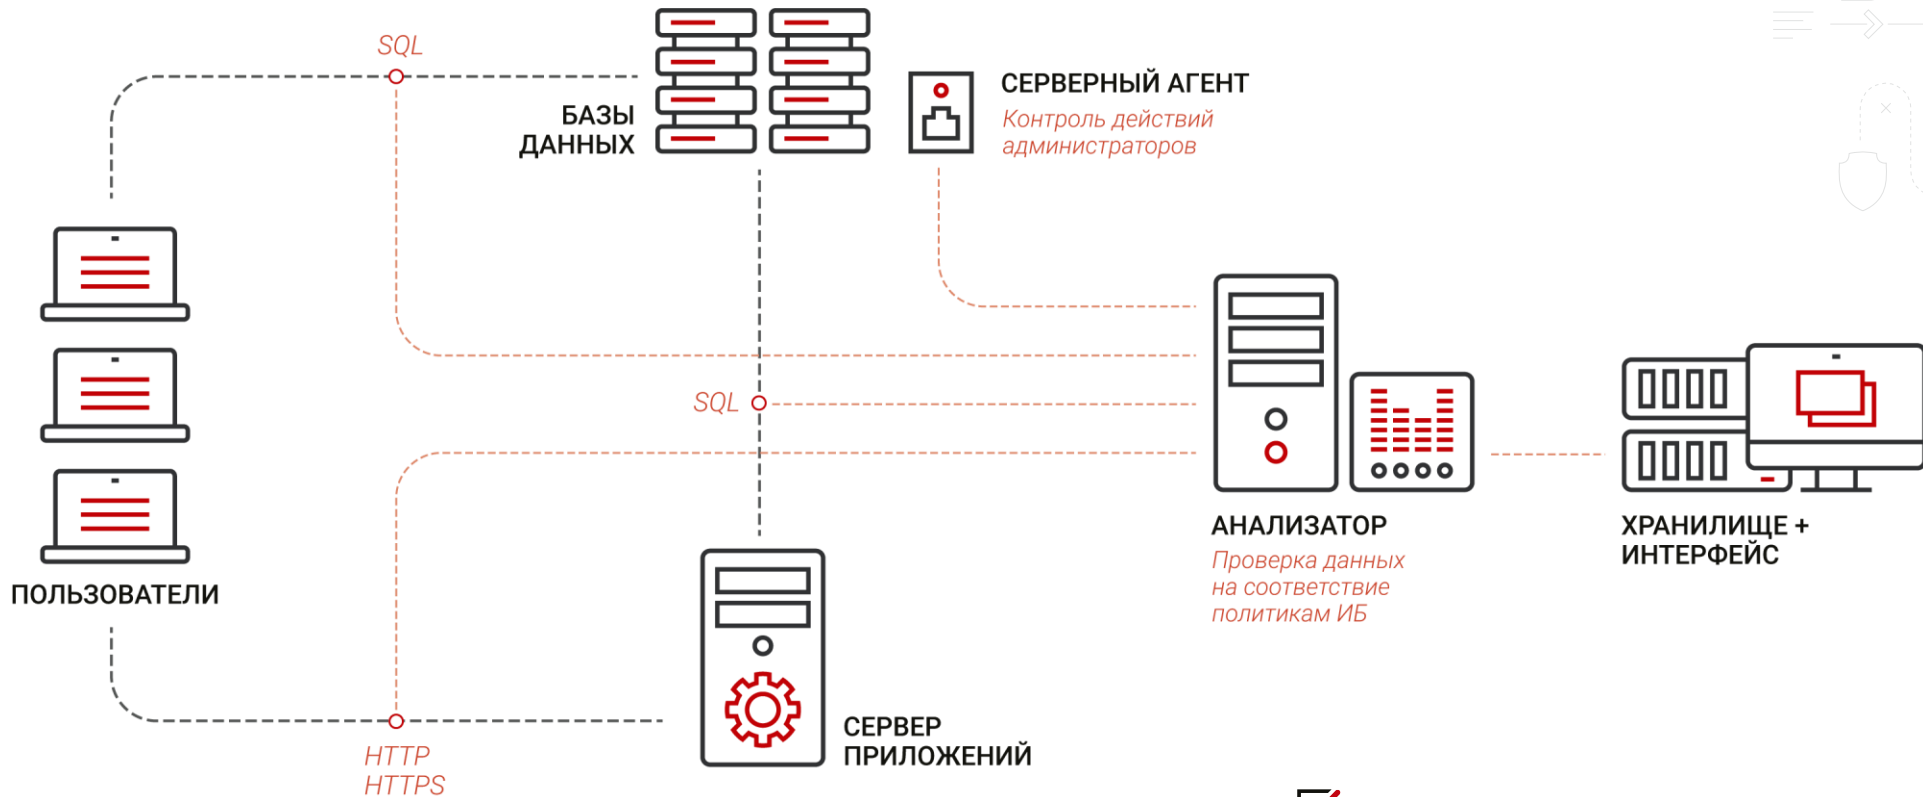 SQL
БАЗЫ
ДАННЫХ
СЕРВЕРНЫЙ АГЕНТ
Контроль действий
администраторов
SQL
ПОЛЬЗОВАТЕЛИ
АНАЛИЗАТОР
Проверка данных
на соответствие
политикам ИБ
ХРАНИЛИЩЕ +
ИНТЕРФЕЙС
СЕРВЕР
ПРИЛОЖЕНИЙ
HTTP
HTTPS